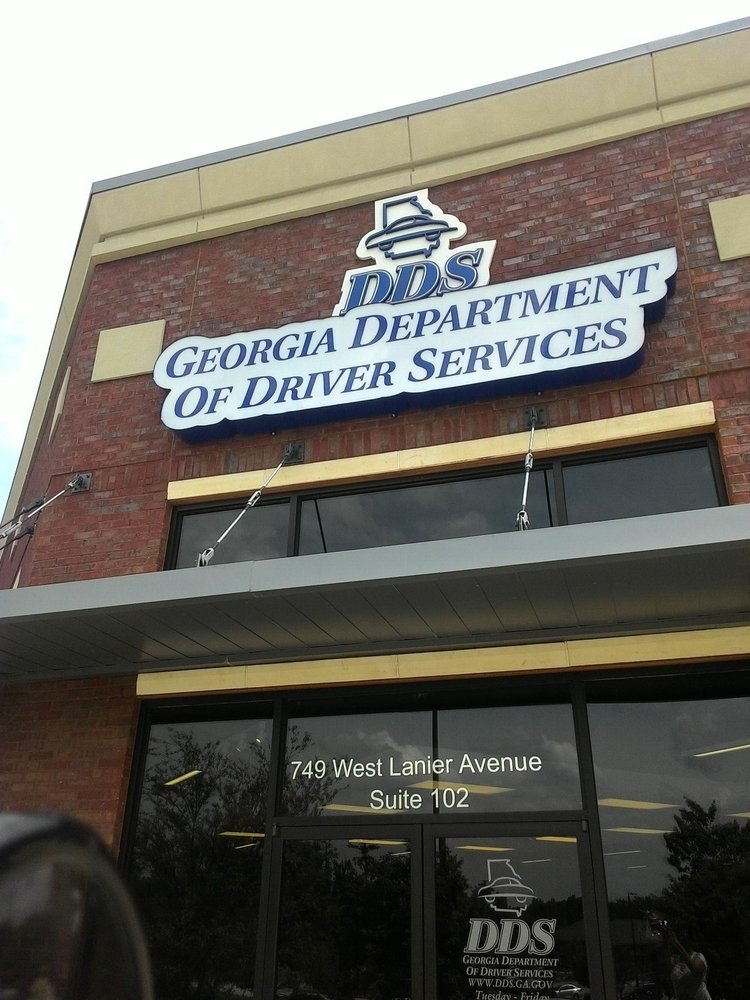 DDS
GEORGIA DEPARTMENT
OF DRIVER SERVICES
749 West Lanier Avenue
Suite 102
DDS
GEORGIA DEPARTMENT
OF DRIVER SERVICES
WWW.DDS.GA.GOV
Tuesday - Friday